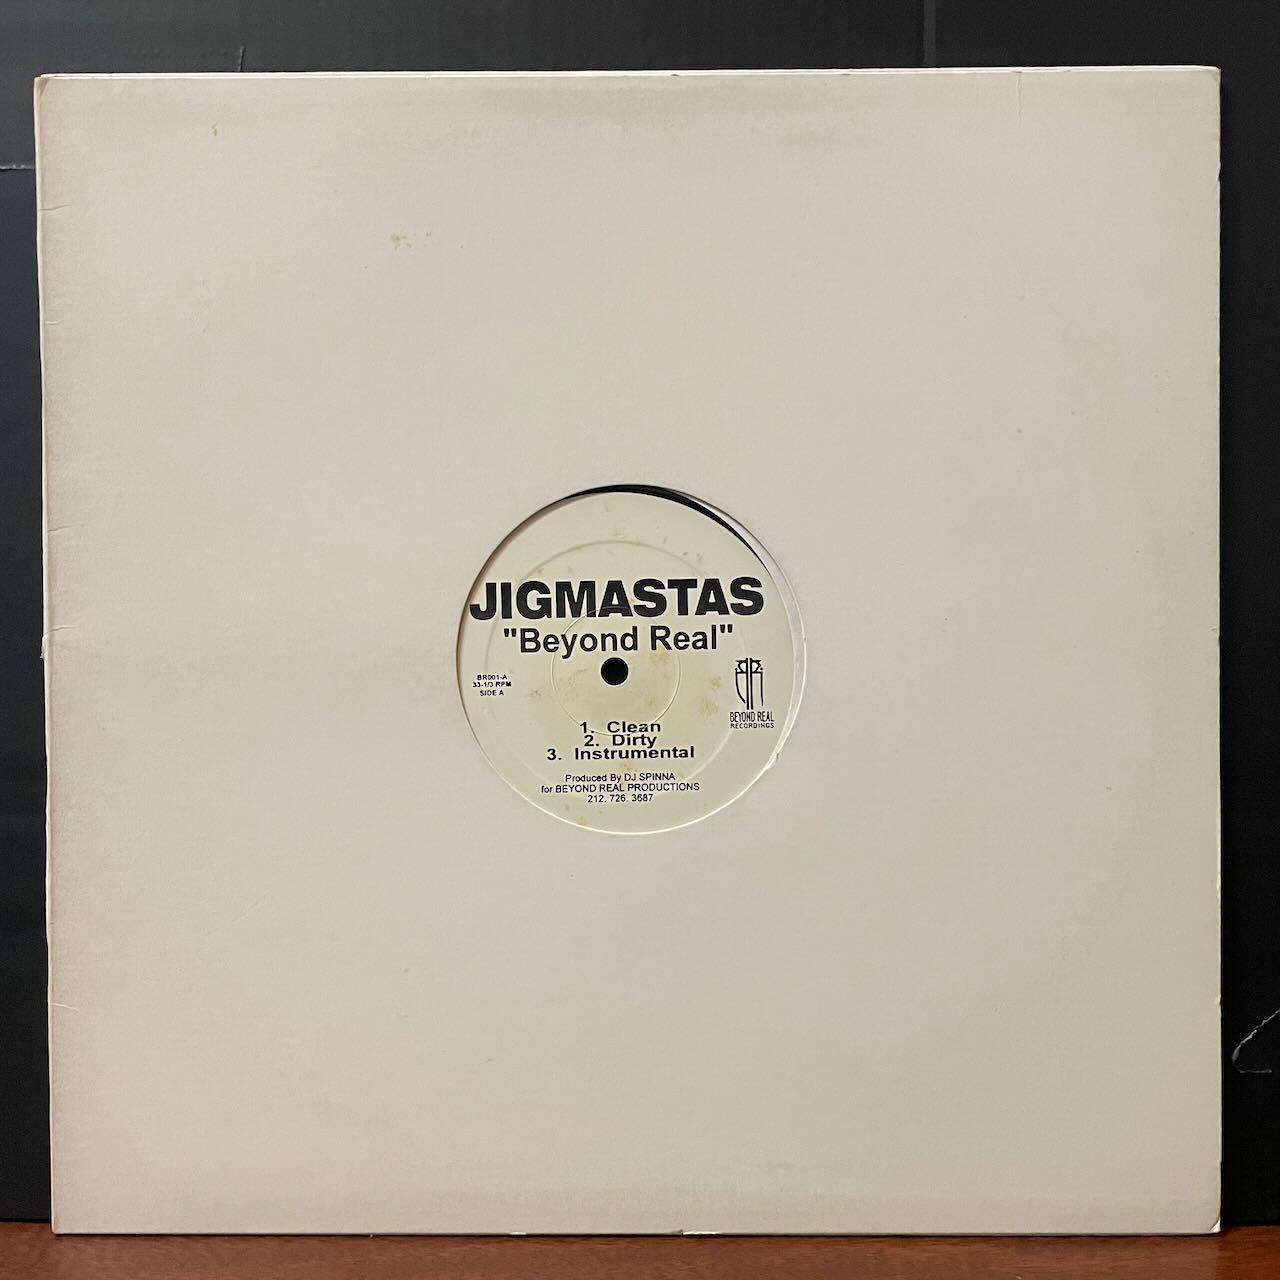 JIGMASTAS
"Beyond Real"
BR001-A
33-1/3 RPM
SIDE A
BR
BEYOND REAL
RECORDINGS
1. Clean
2. Dirty
3. Instrumental
Produced By DJ SPINNA
for BEYOND REAL PRODUCTIONS
212. 726. 3687